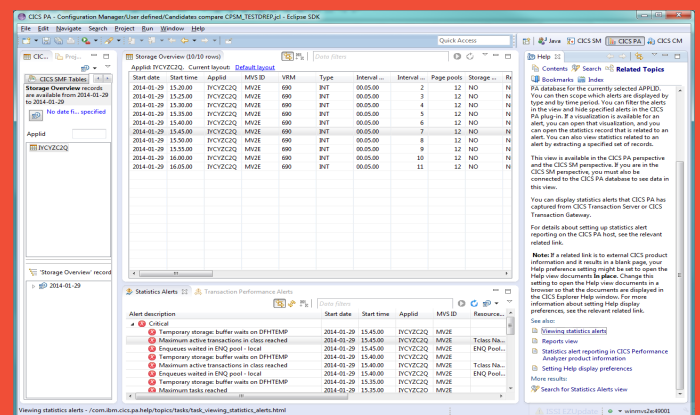 CICS PA - Configuration Manager/User defined/Candidates compare CPSM_TESTDREP.jcl - Eclipse SDK
File Edit Navigate Search Project Run Window Help
Quick Access
CICS SM CICS PA CICS CM
CIC... Proj...
CICS SMF Tables
Storage Overview records are available from 2014-01-29 to 2014-01-29
No date fi... specified
Applid
IYCYZC2Q
'Storage Overview' record
2014-01-29
Storage Overview (10/10 rows)
Date filters
Applid: IYCYZC2Q. Current layout: Default layout
Start date Start time Applid MVS ID VRM Type Interval ... Interval ... Page pools Storage ... Re
2014-01-29 15.20.00 IYCYZC2Q MV2E 690 INT 00.05.00 2 12 NO N
2014-01-29 15.25.00 IYCYZC2Q MV2E 690 INT 00.05.00 3 12 NO N
2014-01-29 15.30.00 IYCYZC2Q MV2E 690 INT 00.05.00 4 12 NO N
2014-01-29 15.35.00 IYCYZC2Q MV2E 690 INT 00.05.00 5 12 NO N
2014-01-29 15.40.00 IYCYZC2Q MV2E 690 INT 00.05.00 6 12 NO N
2014-01-29 15.45.00 IYCYZC2Q MV2E 690 INT 00.05.00 7 12 NO N
2014-01-29 15.50.00 IYCYZC2Q MV2E 690 INT 00.05.00 8 12 NO N
2014-01-29 15.55.00 IYCYZC2Q MV2E 690 INT 00.05.00 9 12 NO N
2014-01-29 16.00.00 IYCYZC2Q MV2E 690 INT 00.05.00 10 12 NO N
2014-01-29 16.05.00 IYCYZC2Q MV2E 690 INT 00.05.00 11 12 NO N
Statistics Alerts Transaction Performance Alerts
Date filters
Alert description Start date Start time Applid MVS ID Resource...
Critical
Temporary storage: buffer waits on DFHTEMP 2014-01-29 15.45.00 IYCYZC2Q MV2E
Maximum active transactions in class reached 2014-01-29 15.45.00 IYCYZC2Q MV2E Tclass Na...
Enqueues waited in ENQ pool - local 2014-01-29 15.45.00 IYCYZC2Q MV2E ENQ Pool...
Temporary storage: buffer waits on DFHTEMP 2014-01-29 15.40.00 IYCYZC2Q MV2E
Maximum active transactions in class reached 2014-01-29 15.40.00 IYCYZC2Q MV2E Tclass Na...
Enqueues waited in ENQ pool - local 2014-01-29 15.40.00 IYCYZC2Q MV2E ENQ Pool...
Temporary storage: buffer waits on DFHTEMP 2014-01-29 15.35.00 IYCYZC2Q MV2E
Maximum tasks reached 2014-01-29 15.35.00 IYCYZC2Q MV2E
Help
Contents Search Related Topics
Bookmarks Index
PA database for the currently selected APPLID.
You can then scope which alerts are displayed by
type and by time period. You can filter the alerts
in the view and hide specified alerts in the CICS
PA plug-in. If a visualization is available for an
alert, you can open that visualization, and you
can open the statistics record that is related to an
alert. You can also view statistics related to an
alert by extracting a specified set of records.
This view is available in the CICS PA perspective
and the CICS SM perspective. If you are in the
CICS SM perspective, you must also be
connected to the CICS PA database to see data in
this view.
You can display statistics alerts that CICS PA has
captured from CICS Transaction Server or CICS
Transaction Gateway.
For details about setting up statistics alert
reporting on the CICS PA host, see the relevant
related link.
Note: If a related link is to external CICS product
information and it results in a blank page, your
Help preference setting might be set to open the
Help view documents In place. Change this
setting to open the Help view documents in a
browser so that the documents are displayed in
the CICS Explorer Help window. For more
information about setting Help display
preferences, see the relevant related link.
See also:
Viewing statistics alerts
Reports view
Statistics alert reporting in CICS Performance
Analyzer product information
Setting Help display preferences
More results:
Search for Statistics Alerts view
Viewing statistics alerts - /com.ibm.cics.pa.help/topics/tasks/task_viewing_statistics_alerts.html
winmvs2e:49001